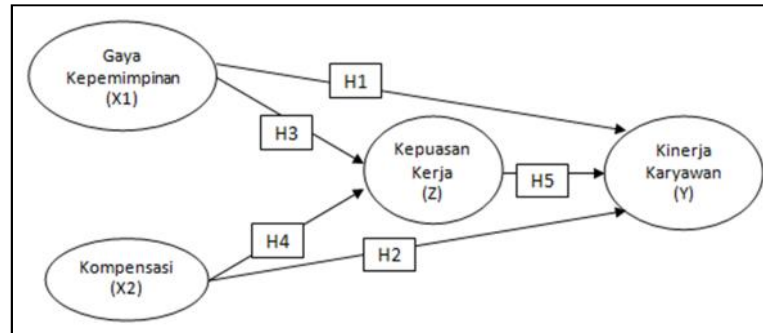 Gaya
Kepemimpinan
(X1)
H1
H3
Kepuasan
Kerja
(Z)
H5
Kinerja
Karyawan
(Y)
H4
H2
Kompensasi
(X2)